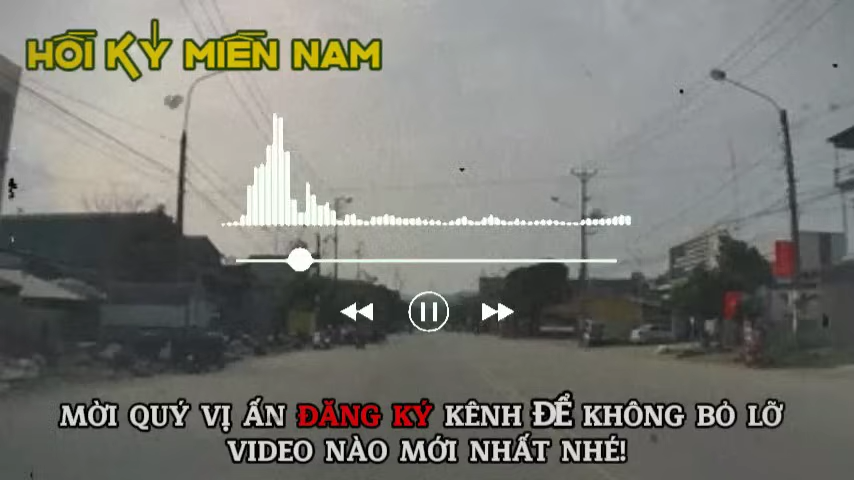 HỒI KÝ MIỀN NAM
MỜI QUÝ VỊ ẤN ĐĂNG KÝ KÊNH ĐỂ KHÔNG BỎ LỠ
VIDEO NÀO MỚI NHẤT NHÉ!